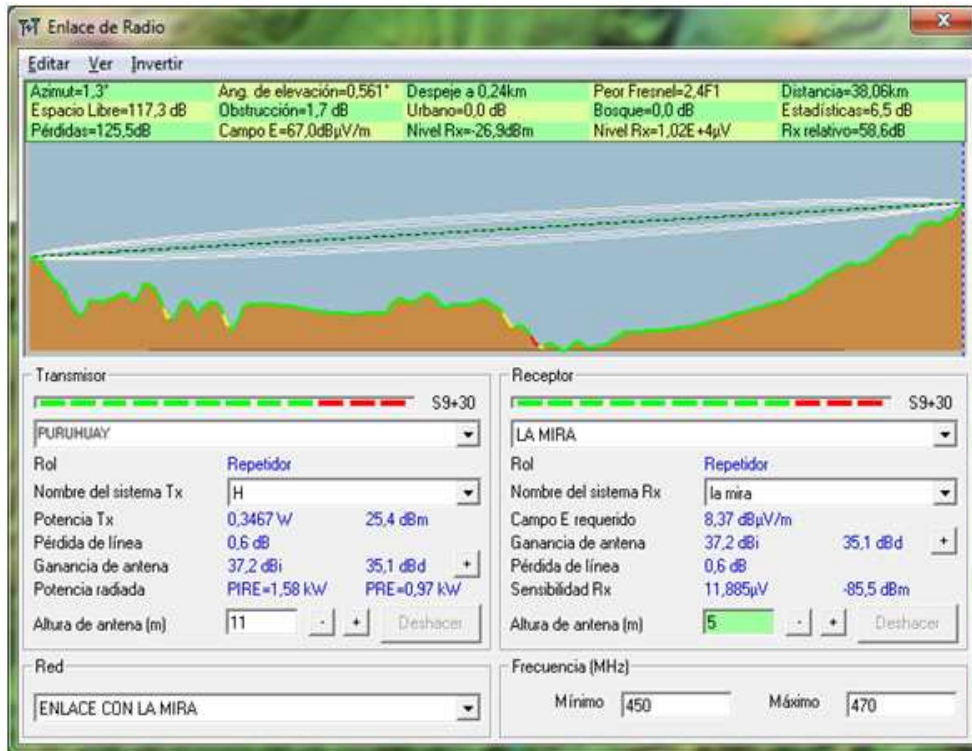 Enlace de Radio
Editar Ver Invertir
Azimut=1,3° Ang. de elevación=0,561° Despeje a 0,24km Peor Fresnel=2,4F1 Distancia=38,06km
Espacio Libre=117,3 dB Obstrucción=1,7 dB Urbano=0,0 dB Bosque=0,0 dB Estadísticas=6,5 dB
Pérdidas=125,5dB Campo E=67,0dBµV/m Nivel Rx=-26,9dBm Nivel Rx=1,02E+4µV Rx relativo=58,6dB
Transmisor
S9+30
PURUHUAY
Rol Repetidor
Nombre del sistema Tx H
Potencia Tx 0,3467 W 25,4 dBm
Pérdida de línea 0,6 dB
Ganancia de antena 37,2 dBi 35,1 dBd +
Potencia radiada PIRE=1,58 kW PRE=0,97 kW
Altura de antena (m) 11 - + Deshacer
Red
ENLACE CON LA MIRA
Receptor
S9+30
LA MIRA
Rol Repetidor
Nombre del sistema Rx la mira
Campo E requerido 8,37 dBµV/m
Ganancia de antena 37,2 dBi 35,1 dBd +
Pérdida de línea 0,6 dB
Sensibilidad Rx 11,885µV -85,5 dBm
Altura de antena (m) 5 - + Deshacer
Frecuencia (MHz)
Mínimo 450 Máximo 470